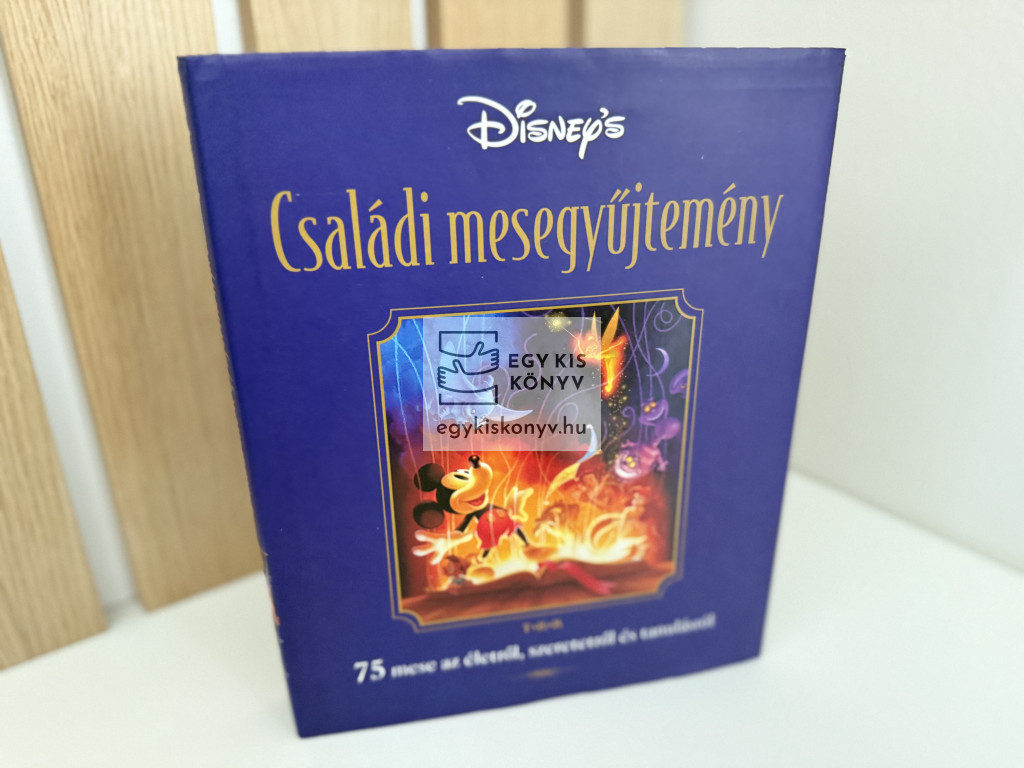 Disney's
Családi mesegyűjtemény
EGY KIS
KÖNYV
egykiskonyv.hu
75 mese az életről, szeretetről és tanulásról